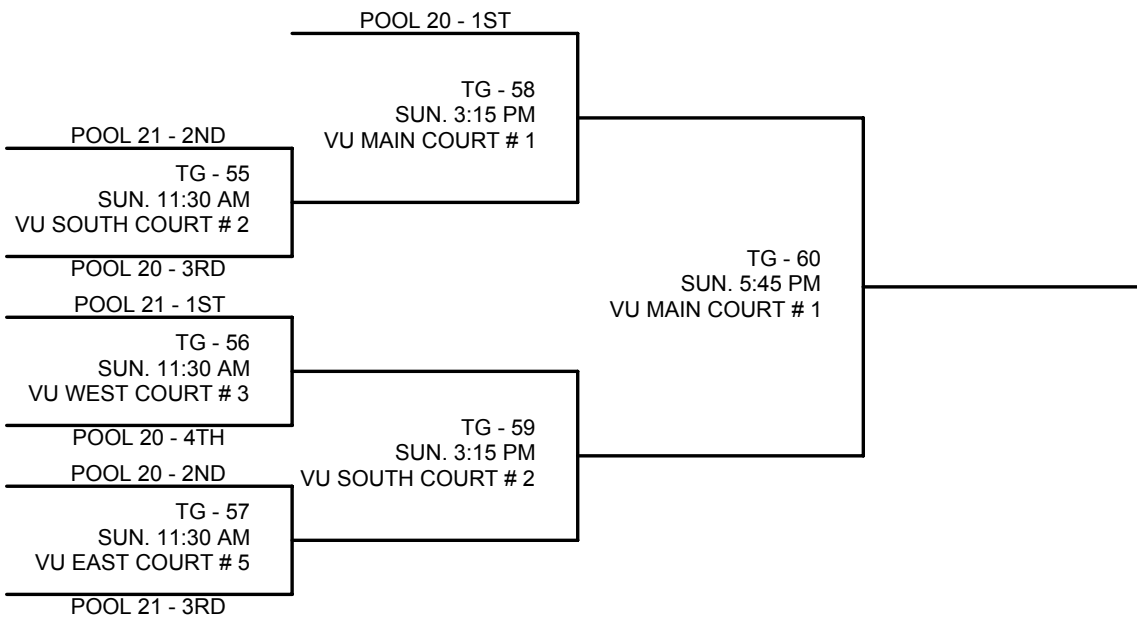 POOL 20 - 1ST
TG - 58
SUN. 3:15 PM
VU MAIN COURT # 1
POOL 21 - 2ND
TG - 55
SUN. 11:30 AM
VU SOUTH COURT # 2
POOL 20 - 3RD
TG - 60
SUN. 5:45 PM
VU MAIN COURT # 1
POOL 21 - 1ST
TG - 56
SUN. 11:30 AM
VU WEST COURT # 3
POOL 20 - 4TH
TG - 59
SUN. 3:15 PM
VU SOUTH COURT # 2
POOL 20 - 2ND
TG - 57
SUN. 11:30 AM
VU EAST COURT # 5
POOL 21 - 3RD